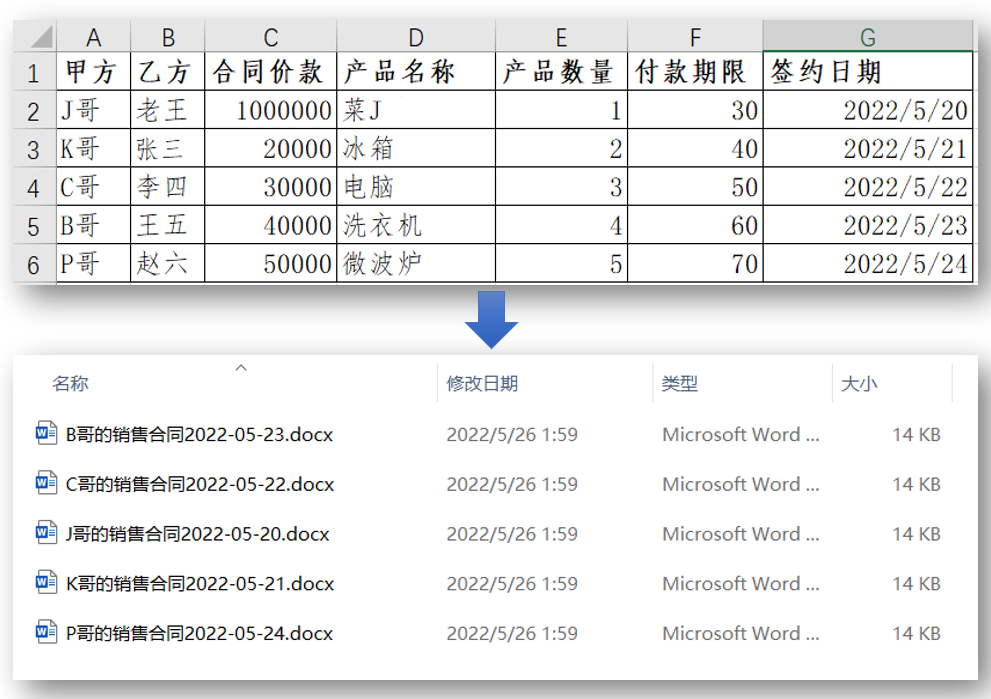 A B C D E F G
1 甲方 乙方 合同价款 产品名称 产品数量 付款期限 签约日期
2 J哥 老王 1000000 菜J 1 30 2022/5/20
3 K哥 张三 20000 冰箱 2 40 2022/5/21
4 C哥 李四 30000 电脑 3 50 2022/5/22
5 B哥 王五 40000 洗衣机 4 60 2022/5/23
6 P哥 赵六 50000 微波炉 5 70 2022/5/24
名称 修改日期 类型 大小
B哥的销售合同2022-05-23.docx 2022/5/26 1:59 Microsoft Word ... 14 KB
C哥的销售合同2022-05-22.docx 2022/5/26 1:59 Microsoft Word ... 14 KB
J哥的销售合同2022-05-20.docx 2022/5/26 1:59 Microsoft Word ... 14 KB
K哥的销售合同2022-05-21.docx 2022/5/26 1:59 Microsoft Word ... 14 KB
P哥的销售合同2022-05-24.docx 2022/5/26 1:59 Microsoft Word ... 14 KB